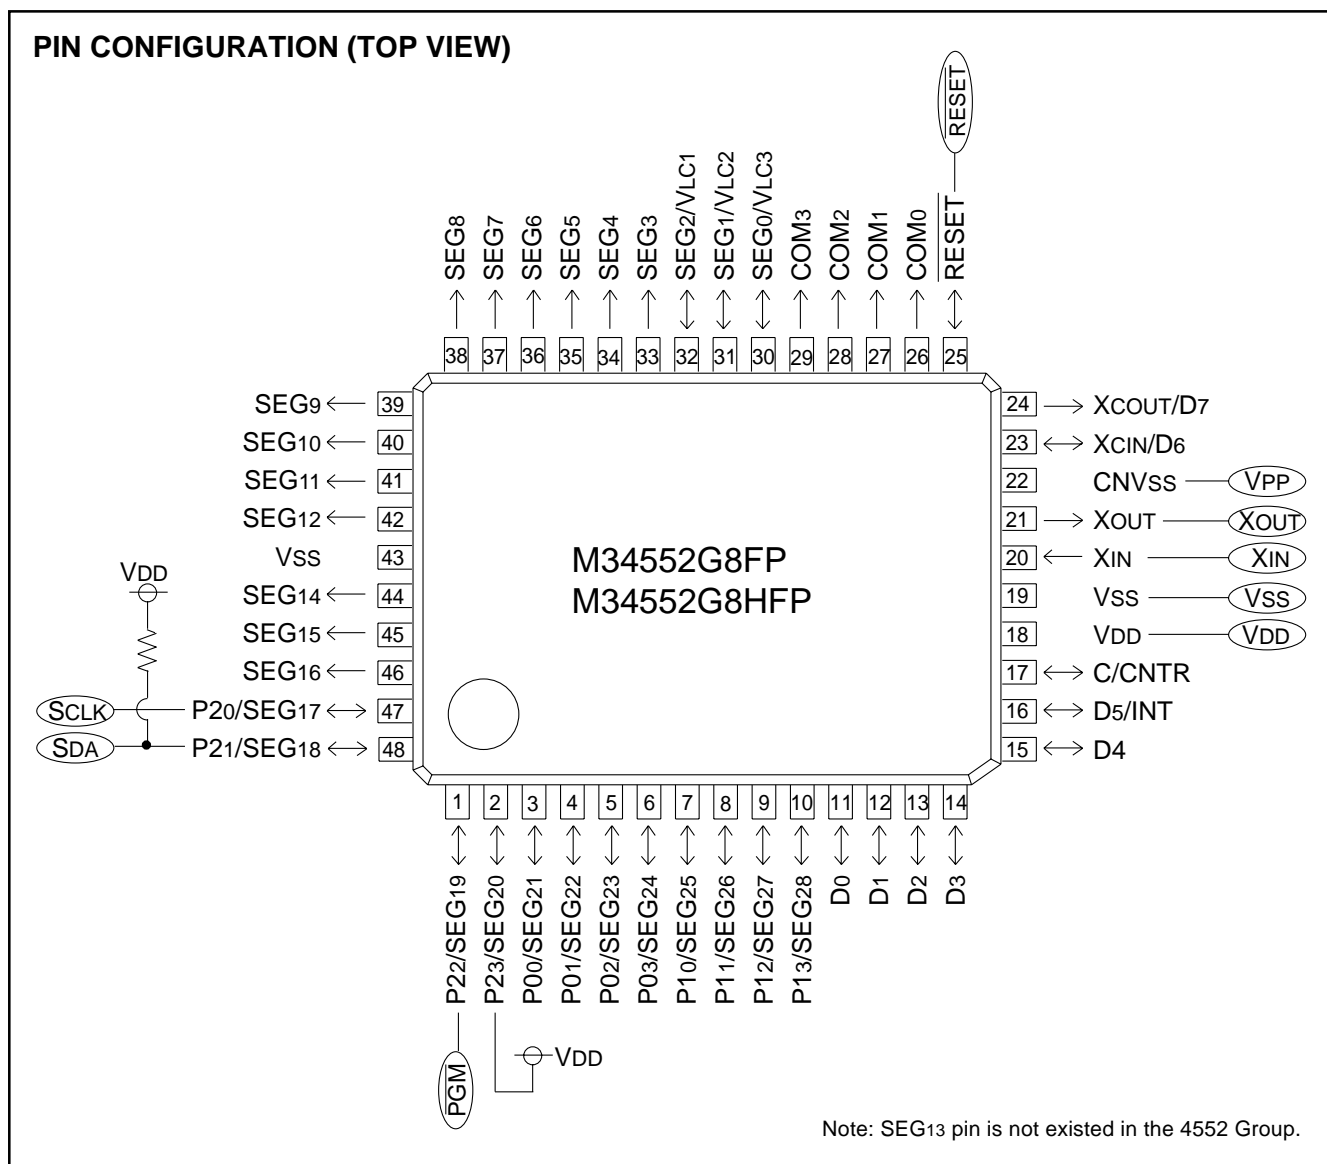 PIN CONFIGURATION (TOP VIEW)
RESET
SEG8
SEG7
SEG6
SEG5
SEG4
SEG3
SEG2/VLC1
SEG1/VLC2
SEG0/VLC3
COM3
COM2
COM1
COM0
RESET
38
37
36
35
34
33
32
31
30
29
28
27
26
25
SEG9 39
SEG10 40
SEG11 41
SEG12 42
VSS 43
SEG14 44
SEG15 45
SEG16 46
SCLK P20/SEG17 47
SDA P21/SEG18 48
VDD
M34552G8FP
M34552G8HFP
24 XCOUT/D7
23 XCIN/D6
22 CNVSS VPP
21 XOUT XOUT
20 XIN XIN
19 VSS VSS
18 VDD VDD
17 C/CNTR
16 D5/INT
15 D4
1
2
3
4
5
6
7
8
9
10
11
12
13
14
P22/SEG19
P23/SEG20
P00/SEG21
P01/SEG22
P02/SEG23
P03/SEG24
P10/SEG25
P11/SEG26
P12/SEG27
P13/SEG28
D0
D1
D2
D3
PGM
VDD
Note: SEG13 pin is not existed in the 4552 Group.